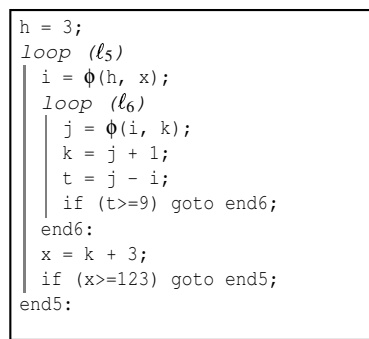 h = 3;
loop (ℓ5)
i = ϕ(h, x);
loop (ℓ6)
j = ϕ(i, k);
k = j + 1;
t = j - i;
if (t>=9) goto end6;
end6:
x = k + 3;
if (x>=123) goto end5;
end5: